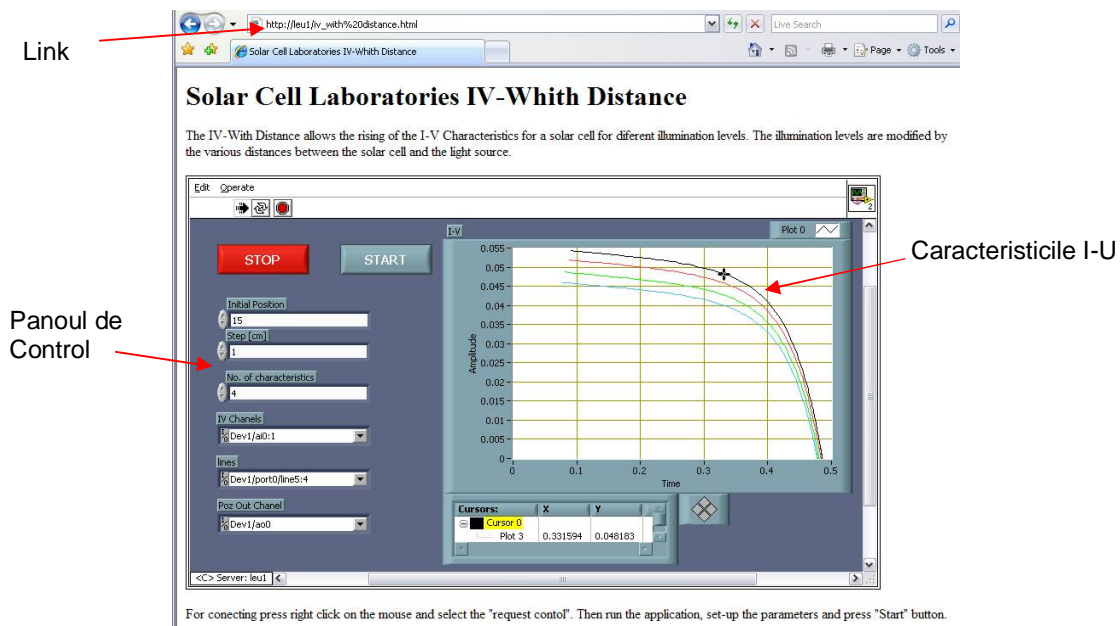 http://leu1/iv_with%20distance.html
Live Search
Link
Solar Cell Laboratories IV-Whith Distance
Page
Tools
Solar Cell Laboratories IV-Whith Distance
The IV-With Distance allows the rising of the I-V Characteristics for a solar cell for diferent illumination levels. The illumination levels are modified by
the various distances between the solar cell and the light source.
Edit Operate
2
I-V
Plot 0
STOP
START
Caracteristicile I-U
Panoul de
Control
Initial Position
15
Step [cm]
1
No. of characteristics
4
IV Chanels
Dev1/ai0:1
lines
Dev1/port0/line5:4
Poz Out Chanel
Dev1/ao0
Amplitude
0.055
0.05
0.045
0.04
0.035
0.03
0.025
0.02
0.015
0.01
0.005
0
0 0.1 0.2 0.3 0.4 0.5
Time
Cursors: X Y
Cursor 0
Plot 3 0.331594 0.048183
<C> Server: leu1
For conecting press right click on the mouse and select the "request contol". Then run the application, set-up the parameters and press "Start" button.